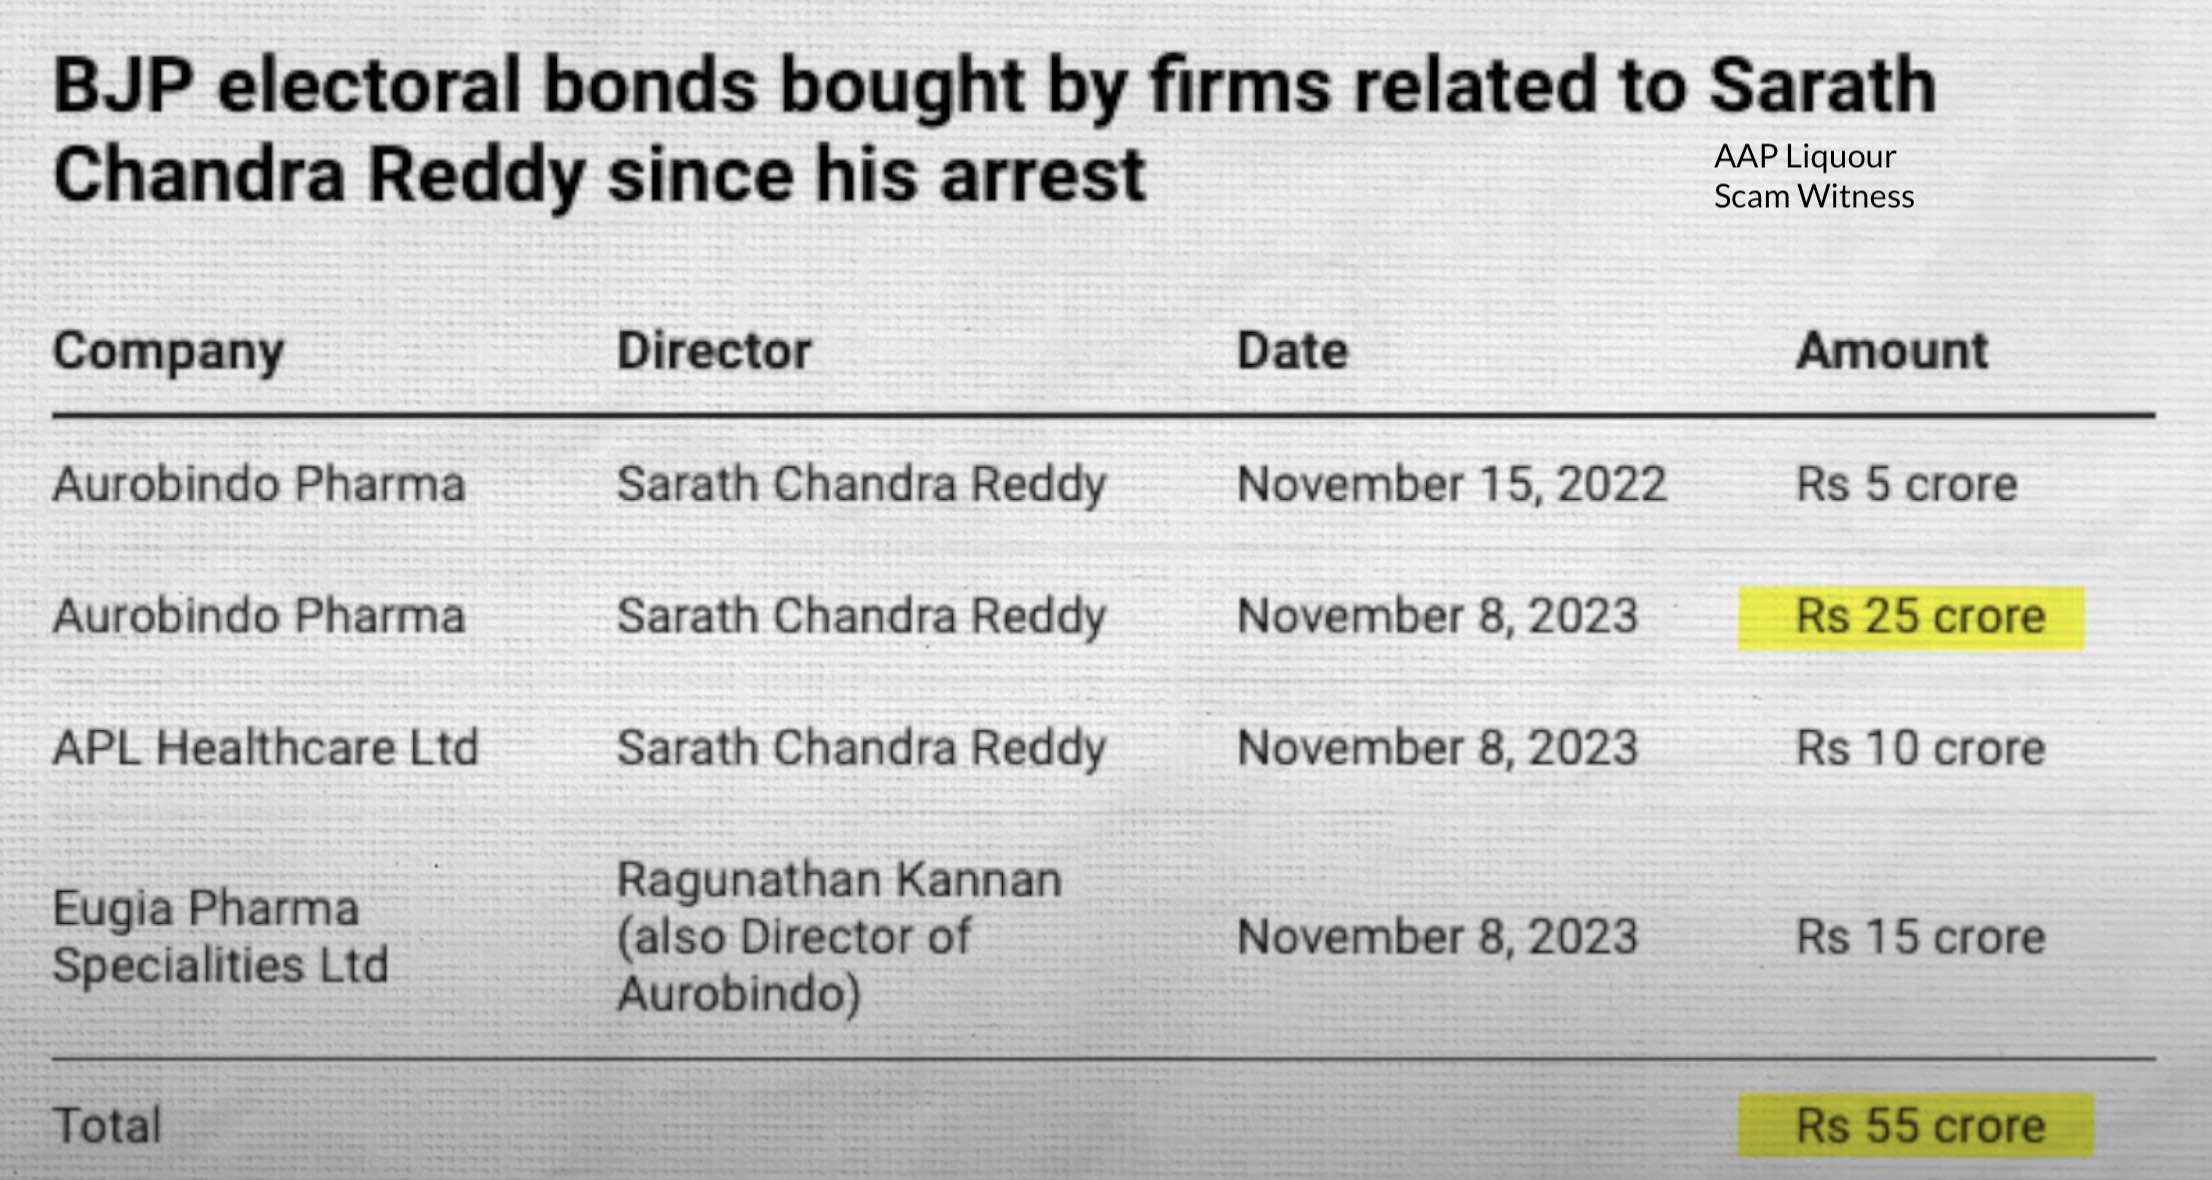 BJP electoral bonds bought by firms related to Sarath
Chandra Reddy since his arrest
AAP Liquour
Scam Witness
Company Director Date Amount
Aurobindo Pharma Sarath Chandra Reddy November 15, 2022 Rs 5 crore
Aurobindo Pharma Sarath Chandra Reddy November 8, 2023 Rs 25 crore
APL Healthcare Ltd Sarath Chandra Reddy November 8, 2023 Rs 10 crore
Eugia Pharma
Specialities Ltd
Ragunathan Kannan
(also Director of
Aurobindo)
November 8, 2023
Rs 15 crore
Total Rs 55 crore